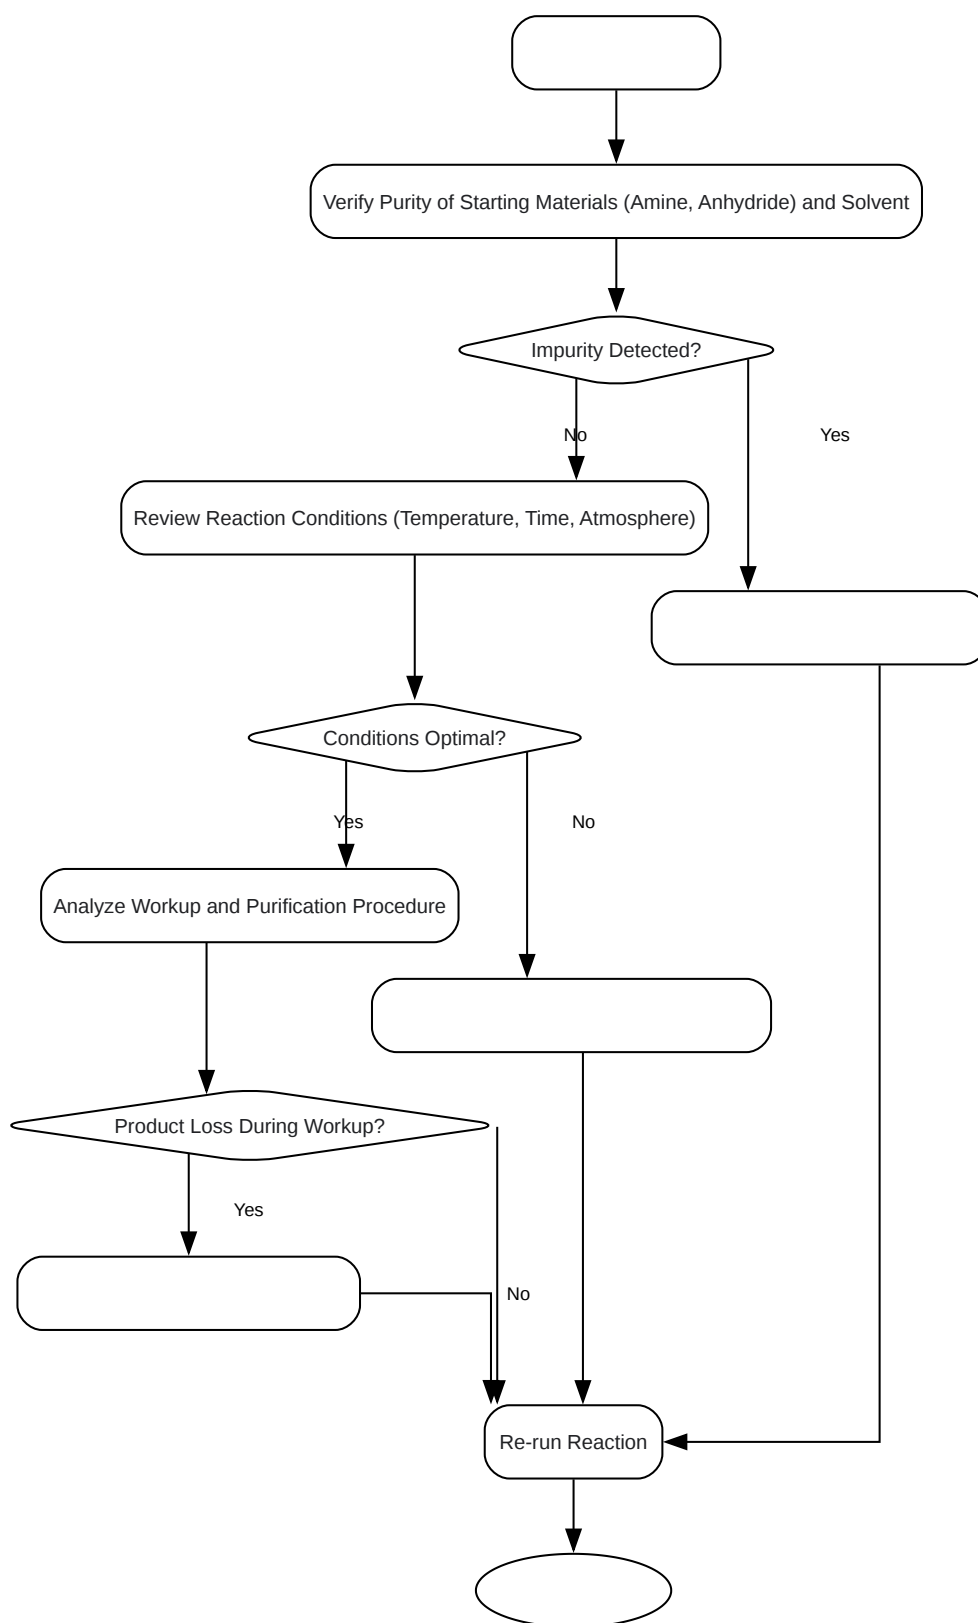 Verify Purity of Starting Materials (Amine, Anhydride) and Solvent
Impurity Detected?
No
Yes
Review Reaction Conditions (Temperature, Time, Atmosphere)
Conditions Optimal?
Yes
No
Analyze Workup and Purification Procedure
Product Loss During Workup?
Yes
No
Re-run Reaction